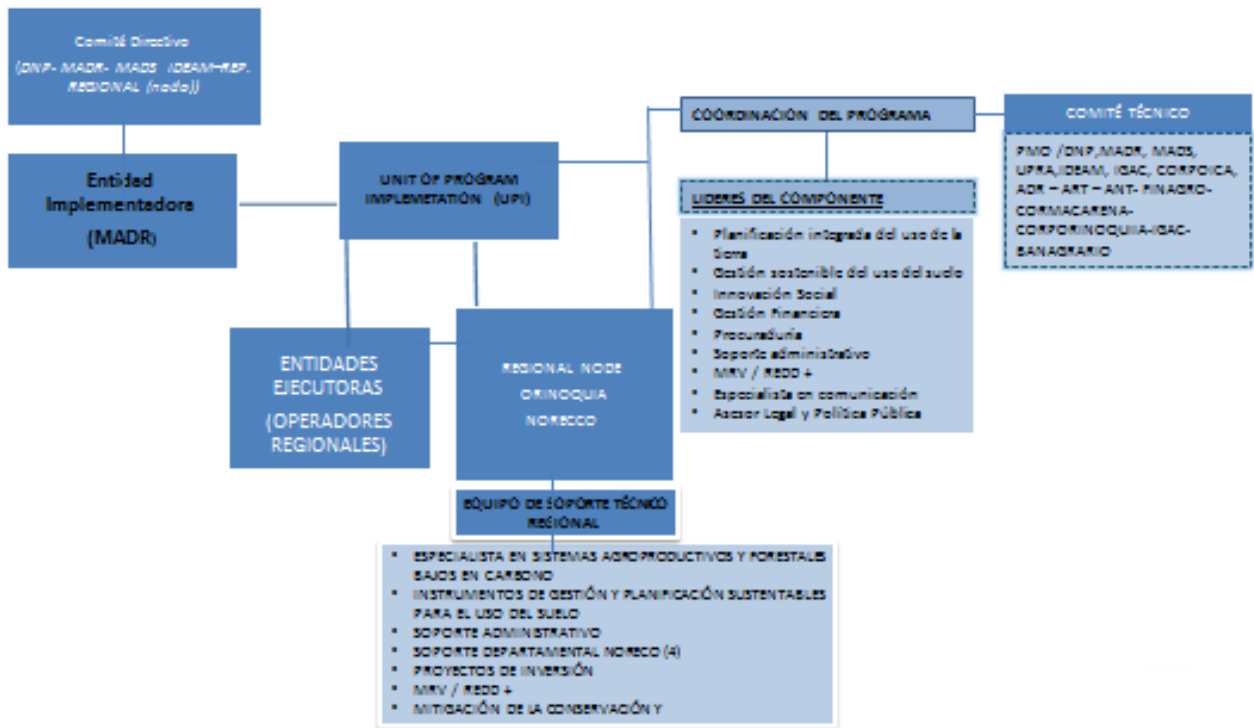 Comité Directivo
(DNP- MADR- MADS IDEAM–REP.
REGIONAL (nodo))
Entidad
Implementadora
(MADR)
UNIT OF PROGRAM
IMPLEMETATIÓN (UPI)
ENTIDADES
EJECUTORAS
(OPERADORES
REGIONALES)
REGIONAL NODE
ORINOQUIA
NORECCO
COORDINACIÓN DEL PROGRAMA
LIDERES DEL COMPONENTE
• Planificación integrada del uso de la
tierra
• Gestión sostenible del uso del suelo
• Innovación Social
• Gestión Financiera
• Procuraduría
• Soporte administrativo
• MRV / REDD +
• Especialista en comunicación
• Asesor Legal y Política Pública
COMITÉ TÉCNICO
PMO /DNP,MADR, MADS,
UPRA,IDEAM, IGAC, CORPOICA,
ADR – ART – ANT- FINAGRO-
CORMACARENA-
CORPORINOQUIA-IGAC-
BANAGRARIO
EQUIPO DE SOPORTE TÉCNICO
REGIONAL
• ESPECIALISTA EN SISTEMAS AGROPRODUCTIVOS Y FORESTALES
BAJOS EN CARBONO
• INSTRUMENTOS DE GESTIÓN Y PLANIFICACIÓN SUSTENTABLES
PARA EL USO DEL SUELO
• SOPORTE ADMINISTRATIVO
• SOPORTE DEPARTAMENTAL NORECO (4)
• PROYECTOS DE INVERSIÓN
• MRV / REDD +
• MITIGACIÓN DE LA CONSERVACIÓN Y